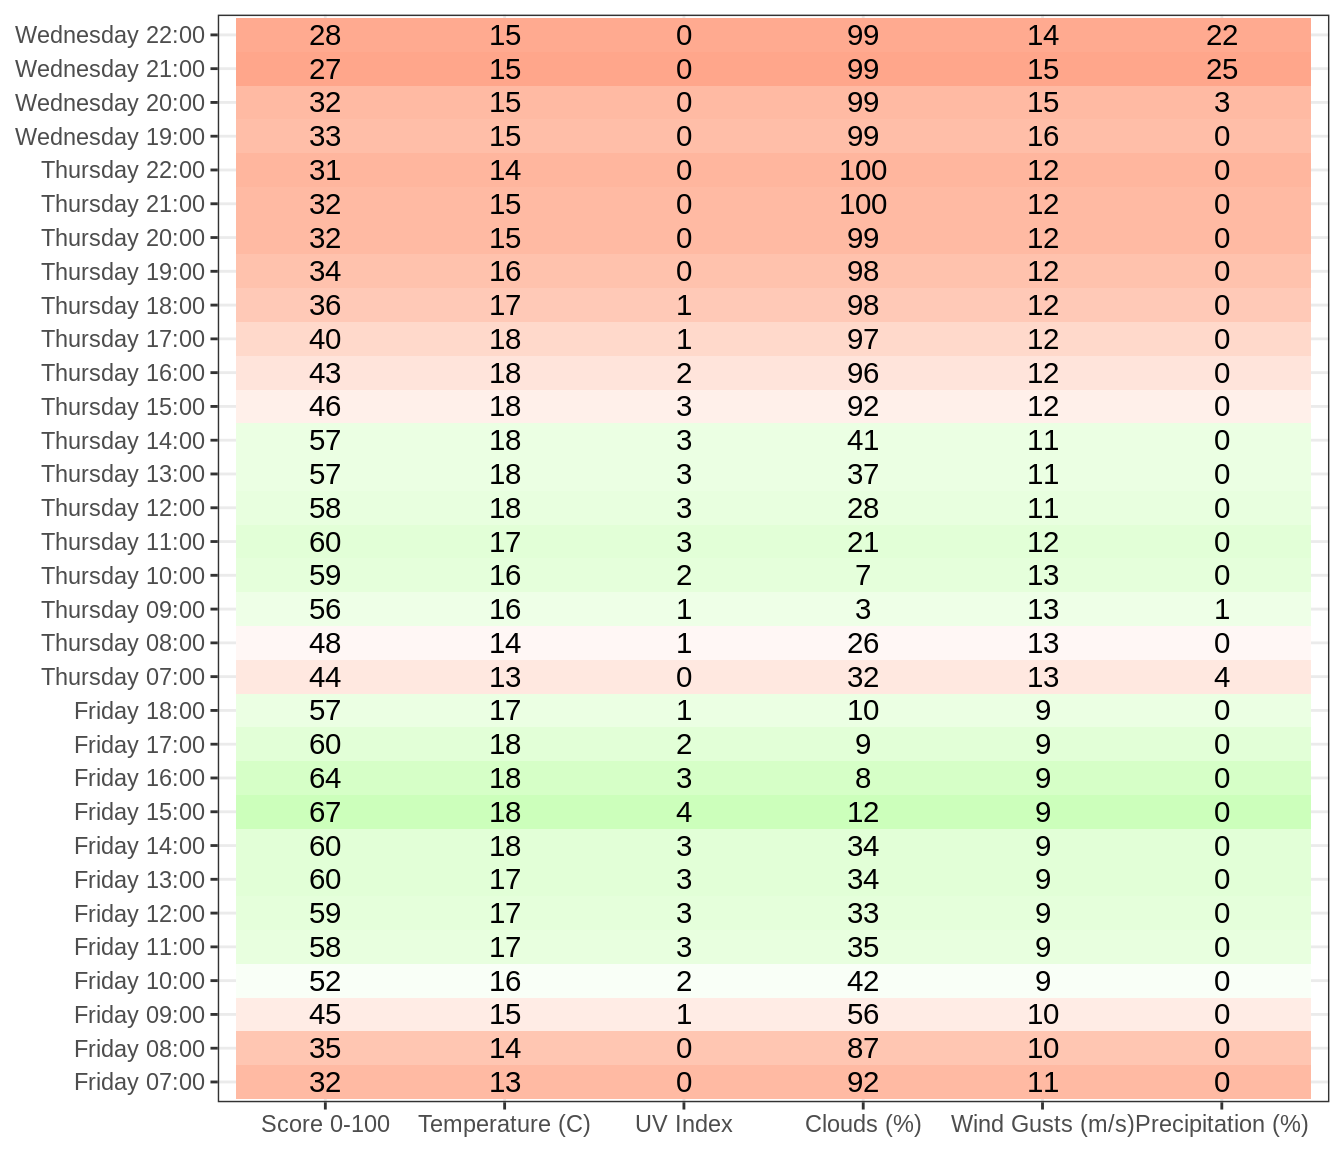 Wednesday 22:00 28 15 0 99 14 22
Wednesday 21:00 27 15 0 99 15 25
Wednesday 20:00 32 15 0 99 15 3
Wednesday 19:00 33 15 0 99 16 0
Thursday 22:00 31 14 0 100 12 0
Thursday 21:00 32 15 0 100 12 0
Thursday 20:00 32 15 0 99 12 0
Thursday 19:00 34 16 0 98 12 0
Thursday 18:00 36 17 1 98 12 0
Thursday 17:00 40 18 1 97 12 0
Thursday 16:00 43 18 2 96 12 0
Thursday 15:00 46 18 3 92 12 0
Thursday 14:00 57 18 3 41 11 0
Thursday 13:00 57 18 3 37 11 0
Thursday 12:00 58 18 3 28 11 0
Thursday 11:00 60 17 3 21 12 0
Thursday 10:00 59 16 2 7 13 0
Thursday 09:00 56 16 1 3 13 1
Thursday 08:00 48 14 1 26 13 0
Thursday 07:00 44 13 0 32 13 4
Friday 18:00 57 17 1 10 9 0
Friday 17:00 60 18 2 9 9 0
Friday 16:00 64 18 3 8 9 0
Friday 15:00 67 18 4 12 9 0
Friday 14:00 60 18 3 34 9 0
Friday 13:00 60 17 3 34 9 0
Friday 12:00 59 17 3 33 9 0
Friday 11:00 58 17 3 35 9 0
Friday 10:00 52 16 2 42 9 0
Friday 09:00 45 15 1 56 10 0
Friday 08:00 35 14 0 87 10 0
Friday 07:00 32 13 0 92 11 0
Score 0-100 Temperature (C) UV Index Clouds (%) Wind Gusts (m/s) Precipitation (%)